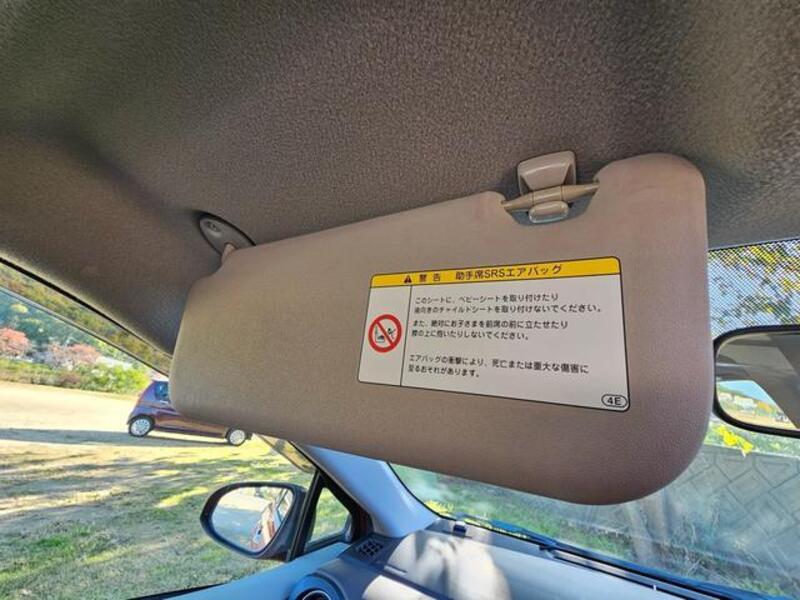 警告 助手席SRSエアバッグ
このシートに、ベビーシートを取り付けたり
後向きのチャイルドシートを取り付けないでください。
また、絶対にお子さまを前席の前に立たせたり
膝の上に抱いたりしないでください。
エアバッグの衝撃により、死亡または重大な傷害に
至るおそれがあります。
4E